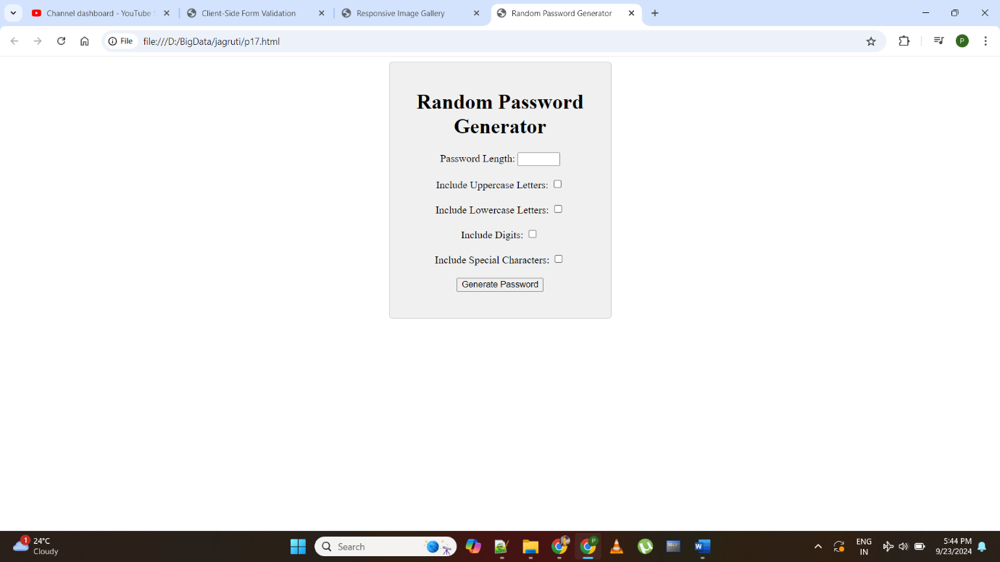 Channel dashboard - YouTube S
Client-Side Form Validation
Responsive Image Gallery
Random Password Generator
File
file:///D:/BigData/jagruti/p17.html
P
Random Password
Generator
Password Length:
Include Uppercase Letters:
Include Lowercase Letters:
Include Digits:
Include Special Characters:
Generate Password
1
24°C
Cloudy
Search
P
W
ENG
IN
5:44 PM
9/23/2024